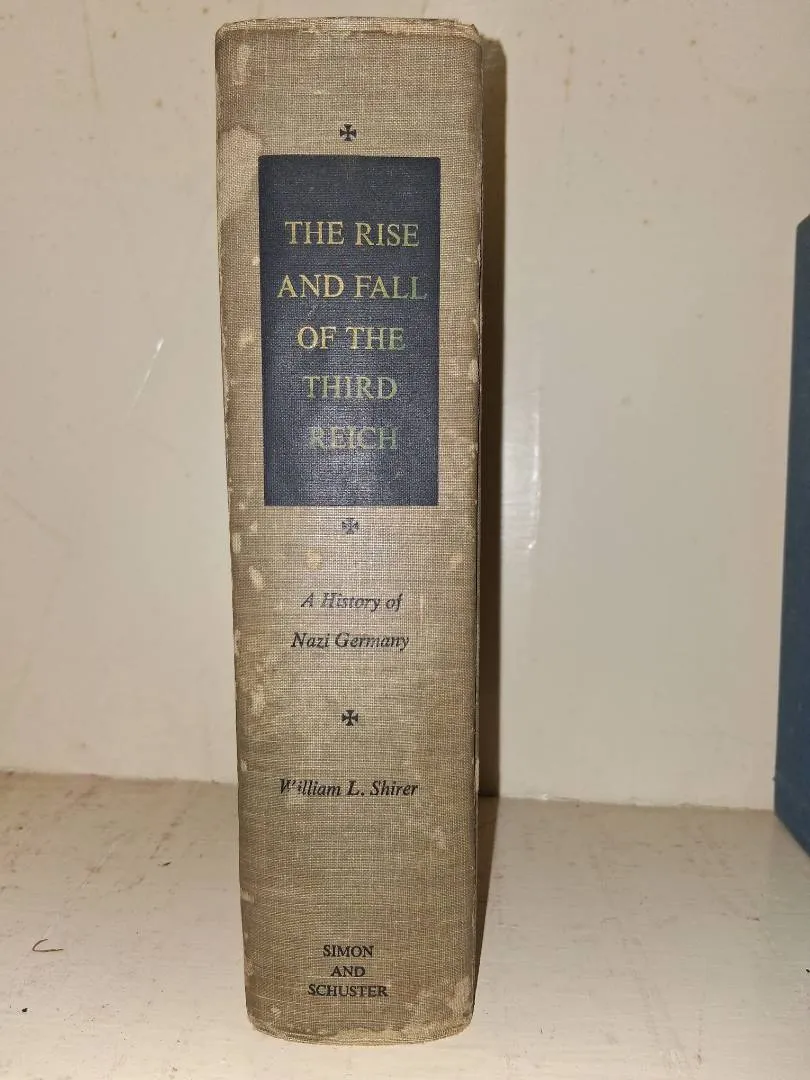 THE RISE
AND FALL
OF THE
THIRD
REICH
A History of
Nazi Germany
William L. Shirer
SIMON
AND
SCHUSTER